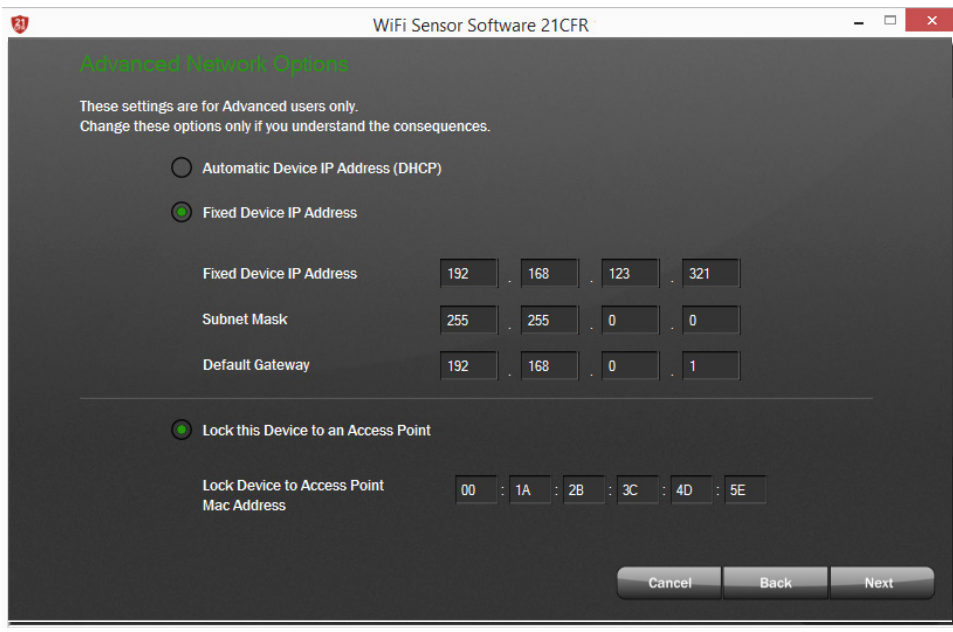 21
WiFi Sensor Software 21CFR
Advanced Network Options
These settings are for Advanced users only.
Change these options only if you understand the consequences.
Automatic Device IP Address (DHCP)
Fixed Device IP Address
Fixed Device IP Address 192 . 168 . 123 . 321
Subnet Mask 255 . 255 . 0 . 0
Default Gateway 192 . 168 . 0 . 1
Lock this Device to an Access Point
Lock Device to Access Point
Mac Address 00 : 1A : 2B : 3C : 4D : 5E
Cancel Back Next